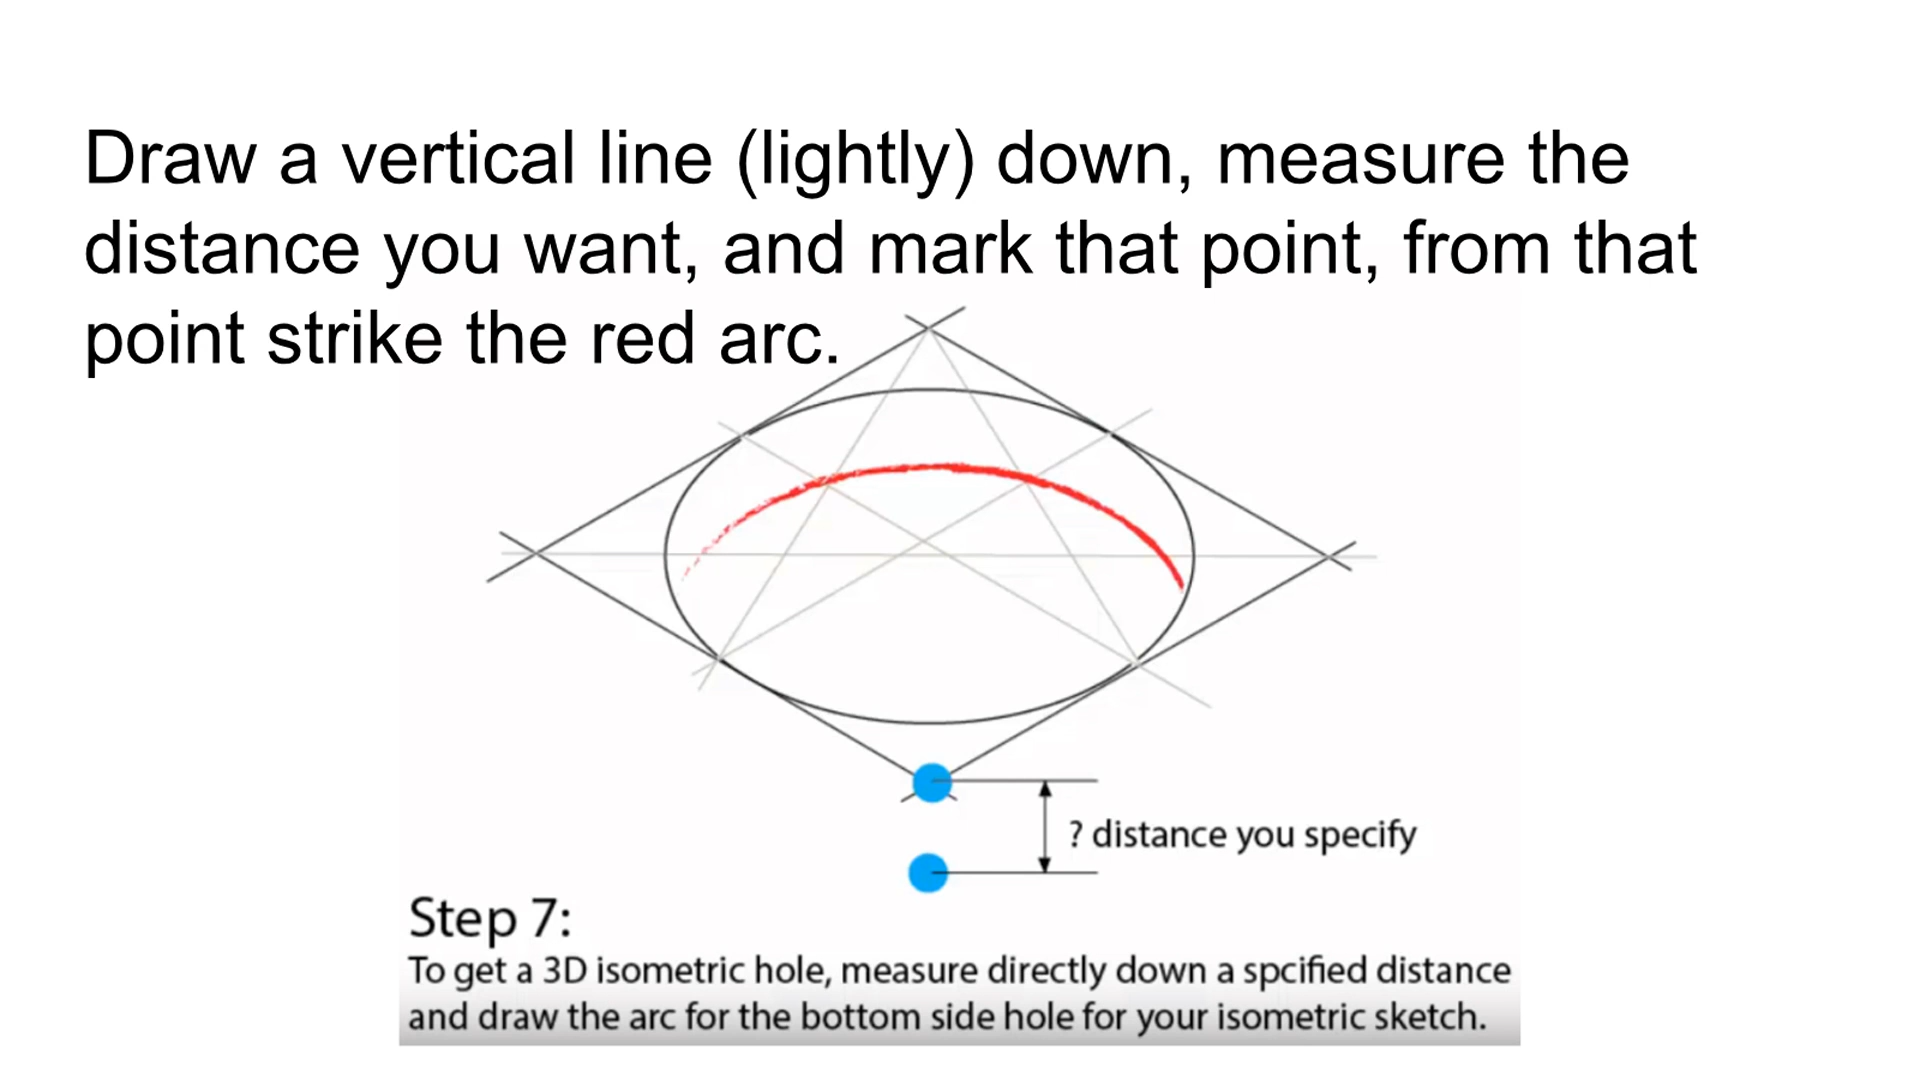 Draw a vertical line (lightly) down, measure the
distance you want, and mark that point, from that
point strike the red arc.
? distance you specify
Step 7:
To get a 3D isometric hole, measure directly down a spcified distance
and draw the arc for the bottom side hole for your isometric sketch.